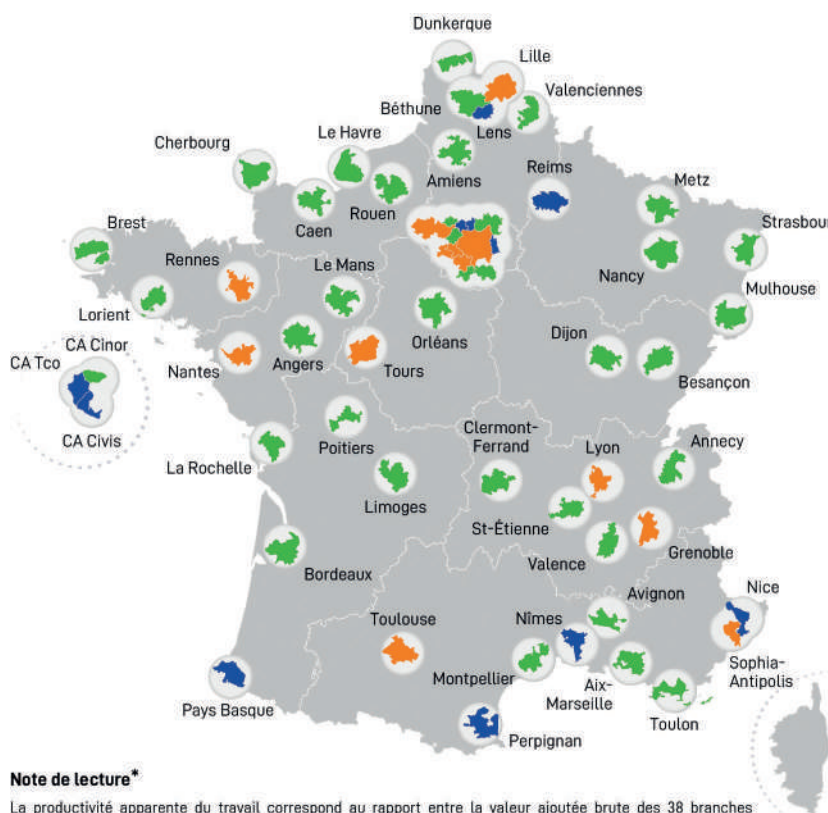 Dunkerque
Lille
Valenciennes
Béthune
Lens
Le Havre
Cherbourg
Amiens
Reims
Metz
Rouen
Caen
Strasbour
Brest
Rennes
Le Mans
Nancy
Mulhouse
Lorient
Orléans
Dijon
CA Cinor
CA Tco
Nantes
Angers
Tours
Besançon
CA Civis
Clermont-
Ferrand
Lyon
Annecy
Poitiers
La Rochelle
Limoges
St-Étienne
Grenoble
Valence
Bordeaux
Avignon
Nice
Toulouse
Nîmes
Sophia-
Antipolis
Montpellier
Aix-
Marseille
Toulon
Pays Basque
Perpignan
Note de lecture*
La productivité apparente du travail correspond au rapport entre la valeur ajoutée brute des 38 branches